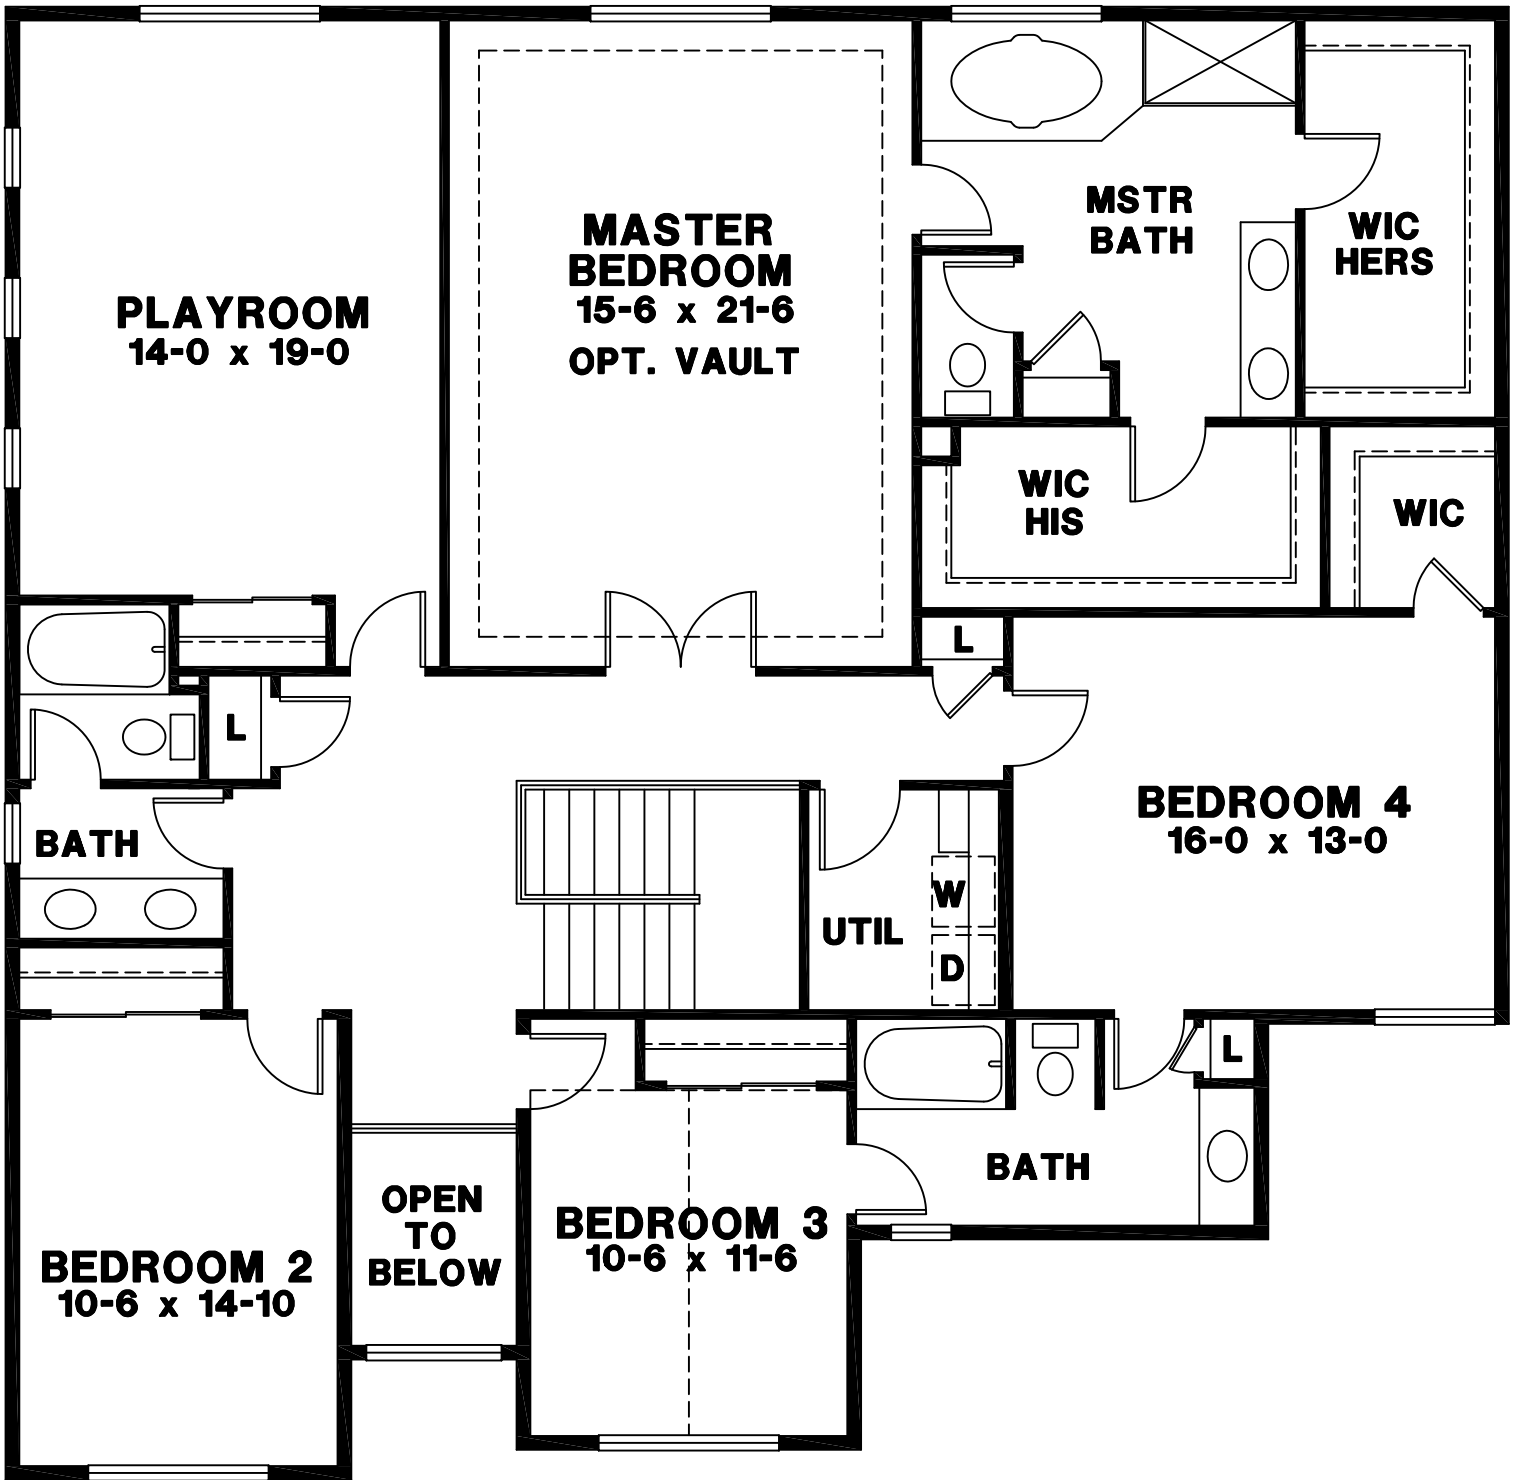 MSTR
BATH
WIC
HERS
MASTER
BEDROOM
15-6 x 21-6
OPT. VAULT
PLAYROOM
14-0 x 19-0
WIC
HIS
WIC
L
L
BEDROOM 4
16-0 x 13-0
BATH
W
UTIL
D
L
BATH
OPEN
TO
BELOW
BEDROOM 3
10-6 x 11-6
BEDROOM 2
10-6 x 14-10